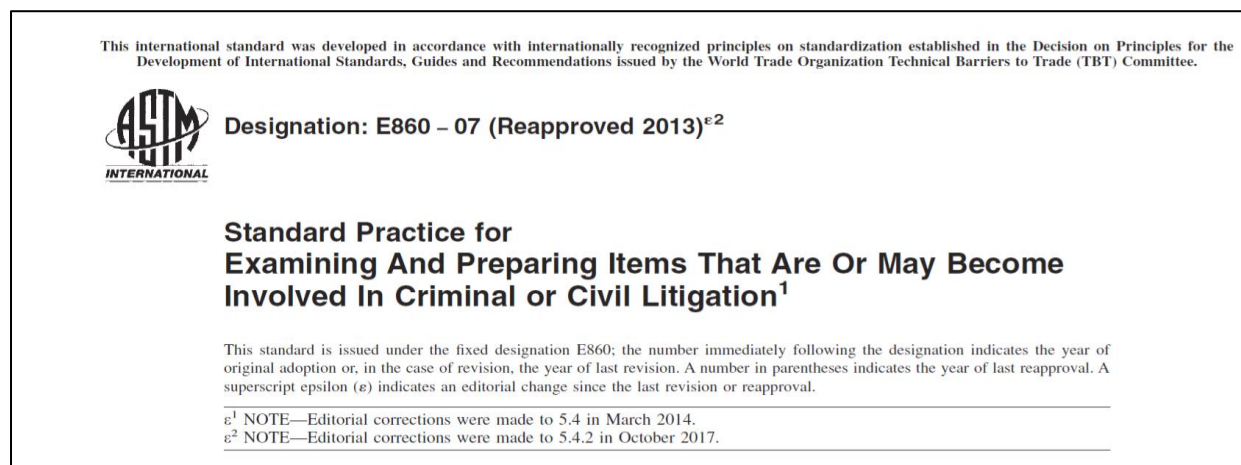 This international standard was developed in accordance with internationally recognized principles on standardization established in the Decision on Principles for the
Development of International Standards, Guides and Recommendations issued by the World Trade Organization Technical Barriers to Trade (TBT) Committee.
ASTM
INTERNATIONAL
Designation: E860 – 07 (Reapproved 2013)ε2
Standard Practice for
Examining And Preparing Items That Are Or May Become
Involved In Criminal or Civil Litigation1
This standard is issued under the fixed designation E860; the number immediately following the designation indicates the year of
original adoption or, in the case of revision, the year of last revision. A number in parentheses indicates the year of last reapproval. A
superscript epsilon (ε) indicates an editorial change since the last revision or reapproval.
ε1 NOTE—Editorial corrections were made to 5.4 in March 2014.
ε2 NOTE—Editorial corrections were made to 5.4.2 in October 2017.